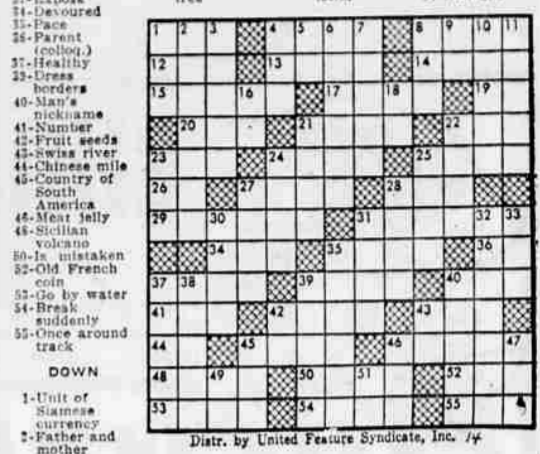 34-Devoured
35-Pace
36-Parent
(colloq.)
37-Healthy
39-Dress
borders
40-Man's
nickname
41-Number
42-Fruit seeds
43-Swiss river
44-Chinese mile
45-Country of
South
America
46-Meat jelly
48-Sicilian
volcano
50-Is mistaken
52-Old French
coin
53-Go by water
54-Break
suddenly
55-Once around
track
DOWN
1-Unit of
Siamese
currency
2-Father and
mother
1 2 3 4 5 6 7 8 9 10 11
12 13 14
15 16 17 18 19
20 21 22
23 24 25
26 27 28
29 30 31 32 33
34 35 36
37 38 39 40
41 42 43
44 45 46 47
48 49 50 51 52
53 54 55
Distr. by United Feature Syndicate, Inc. 14